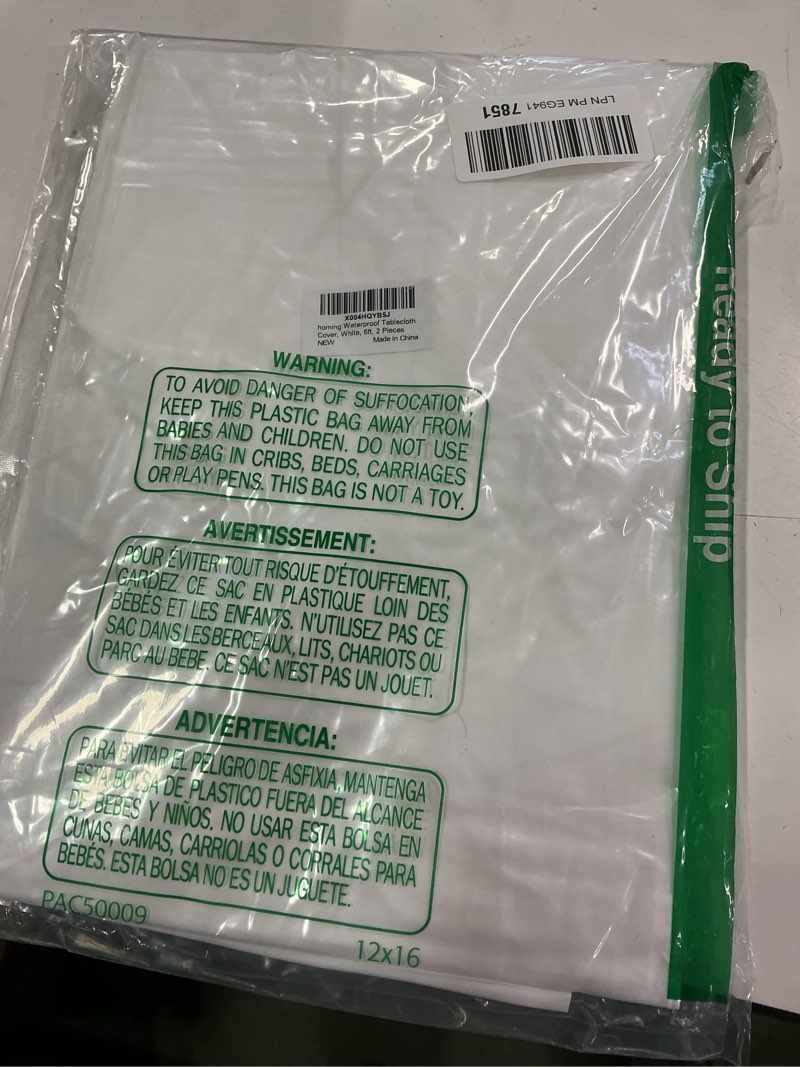 LPN PM EG941 7851
Ready to Ship
X004HQYB5J
homing Waterproof Tablecloth
Cover, White, 6ft, 2 Pieces
NEW Made in China
WARNING:
TO AVOID DANGER OF SUFFOCATION,
KEEP THIS PLASTIC BAG AWAY FROM
BABIES AND CHILDREN. DO NOT USE
THIS BAG IN CRIBS, BEDS, CARRIAGES
OR PLAY PENS. THIS BAG IS NOT A TOY.
AVERTISSEMENT:
POUR ÉVITER TOUT RISQUE D'ÉTOUFFEMENT,
GARDEZ CE SAC EN PLASTIQUE LOIN DES
BÉBÉS ET LES ENFANTS. N'UTILISEZ PAS CE
SAC DANS LES BERCEAUX, LITS, CHARIOTS OU
PARC AU BEBE. CE SAC N'EST PAS UN JOUET.
ADVERTENCIA:
PARA EVITAR EL PELIGRO DE ASFIXIA, MANTENGA
ESTA BOLSA DE PLASTICO FUERA DEL ALCANCE
DE BEBES Y NIÑOS. NO USAR ESTA BOLSA EN
CUNAS, CAMAS, CARRIOLAS O CORRALES PARA
BEBÉS. ESTA BOLSA NO ES UN JUGUETE.
PAC50009
12x16